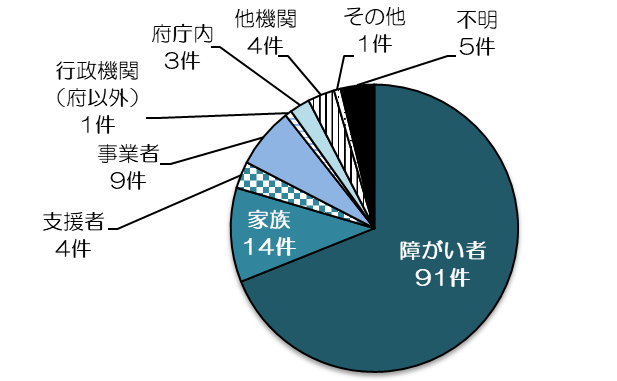 障がい者
91件
家族
14件
支援者
4件
事業者
9件
行政機関
（府以外）
1件
府庁内
3件
他機関
4件
その他
1件
不明
5件